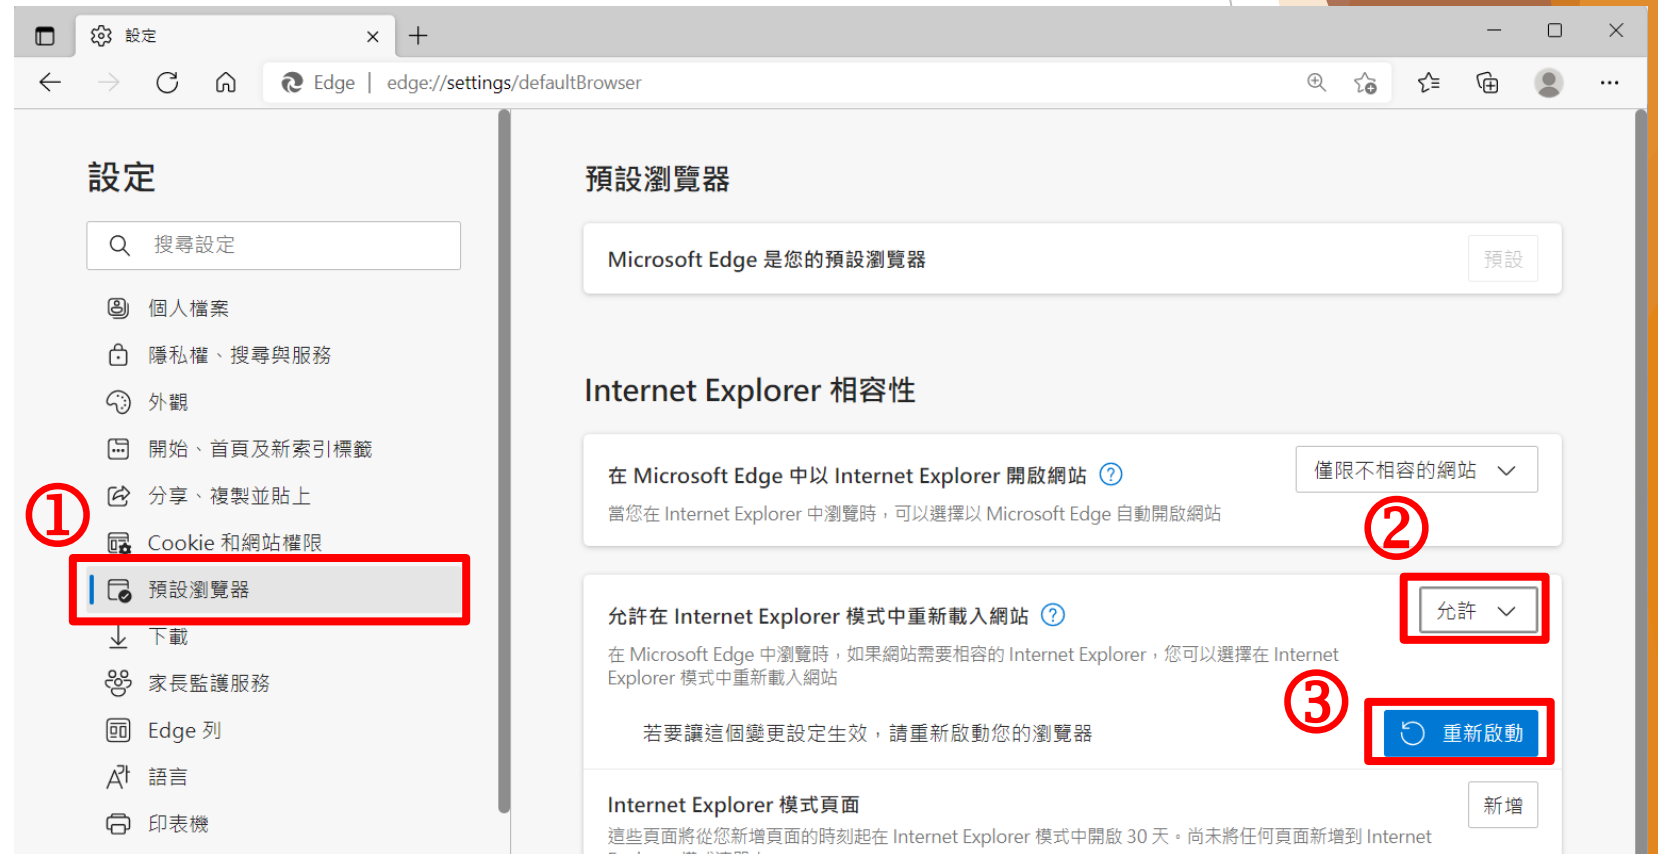 設定
Edge | edge://settings/defaultBrowser
設定
搜尋設定
個人檔案
隱私權、搜尋與服務
外觀
開始、首頁及新索引標籤
分享、複製並貼上
①
Cookie 和網站權限
預設瀏覽器
下載
家長監護服務
Edge 列
語言
印表機
預設瀏覽器
Microsoft Edge 是您的預設瀏覽器
預設
Internet Explorer 相容性
在 Microsoft Edge 中以 Internet Explorer 開啟網站
僅限不相容的網站
當您在 Internet Explorer 中瀏覽時，可以選擇以 Microsoft Edge 自動開啟網站
②
允許在 Internet Explorer 模式中重新載入網站
允許
在 Microsoft Edge 中瀏覽時，如果網站需要相容的 Internet Explorer，您可以選擇在 Internet
Explorer 模式中重新載入網站
③
若要讓這個變更設定生效，請重新啟動您的瀏覽器
重新啟動
Internet Explorer 模式頁面
新增
這些頁面將從您新增頁面的時刻起在 Internet Explorer 模式中開啟 30 天。尚未將任何頁面新增到 Internet